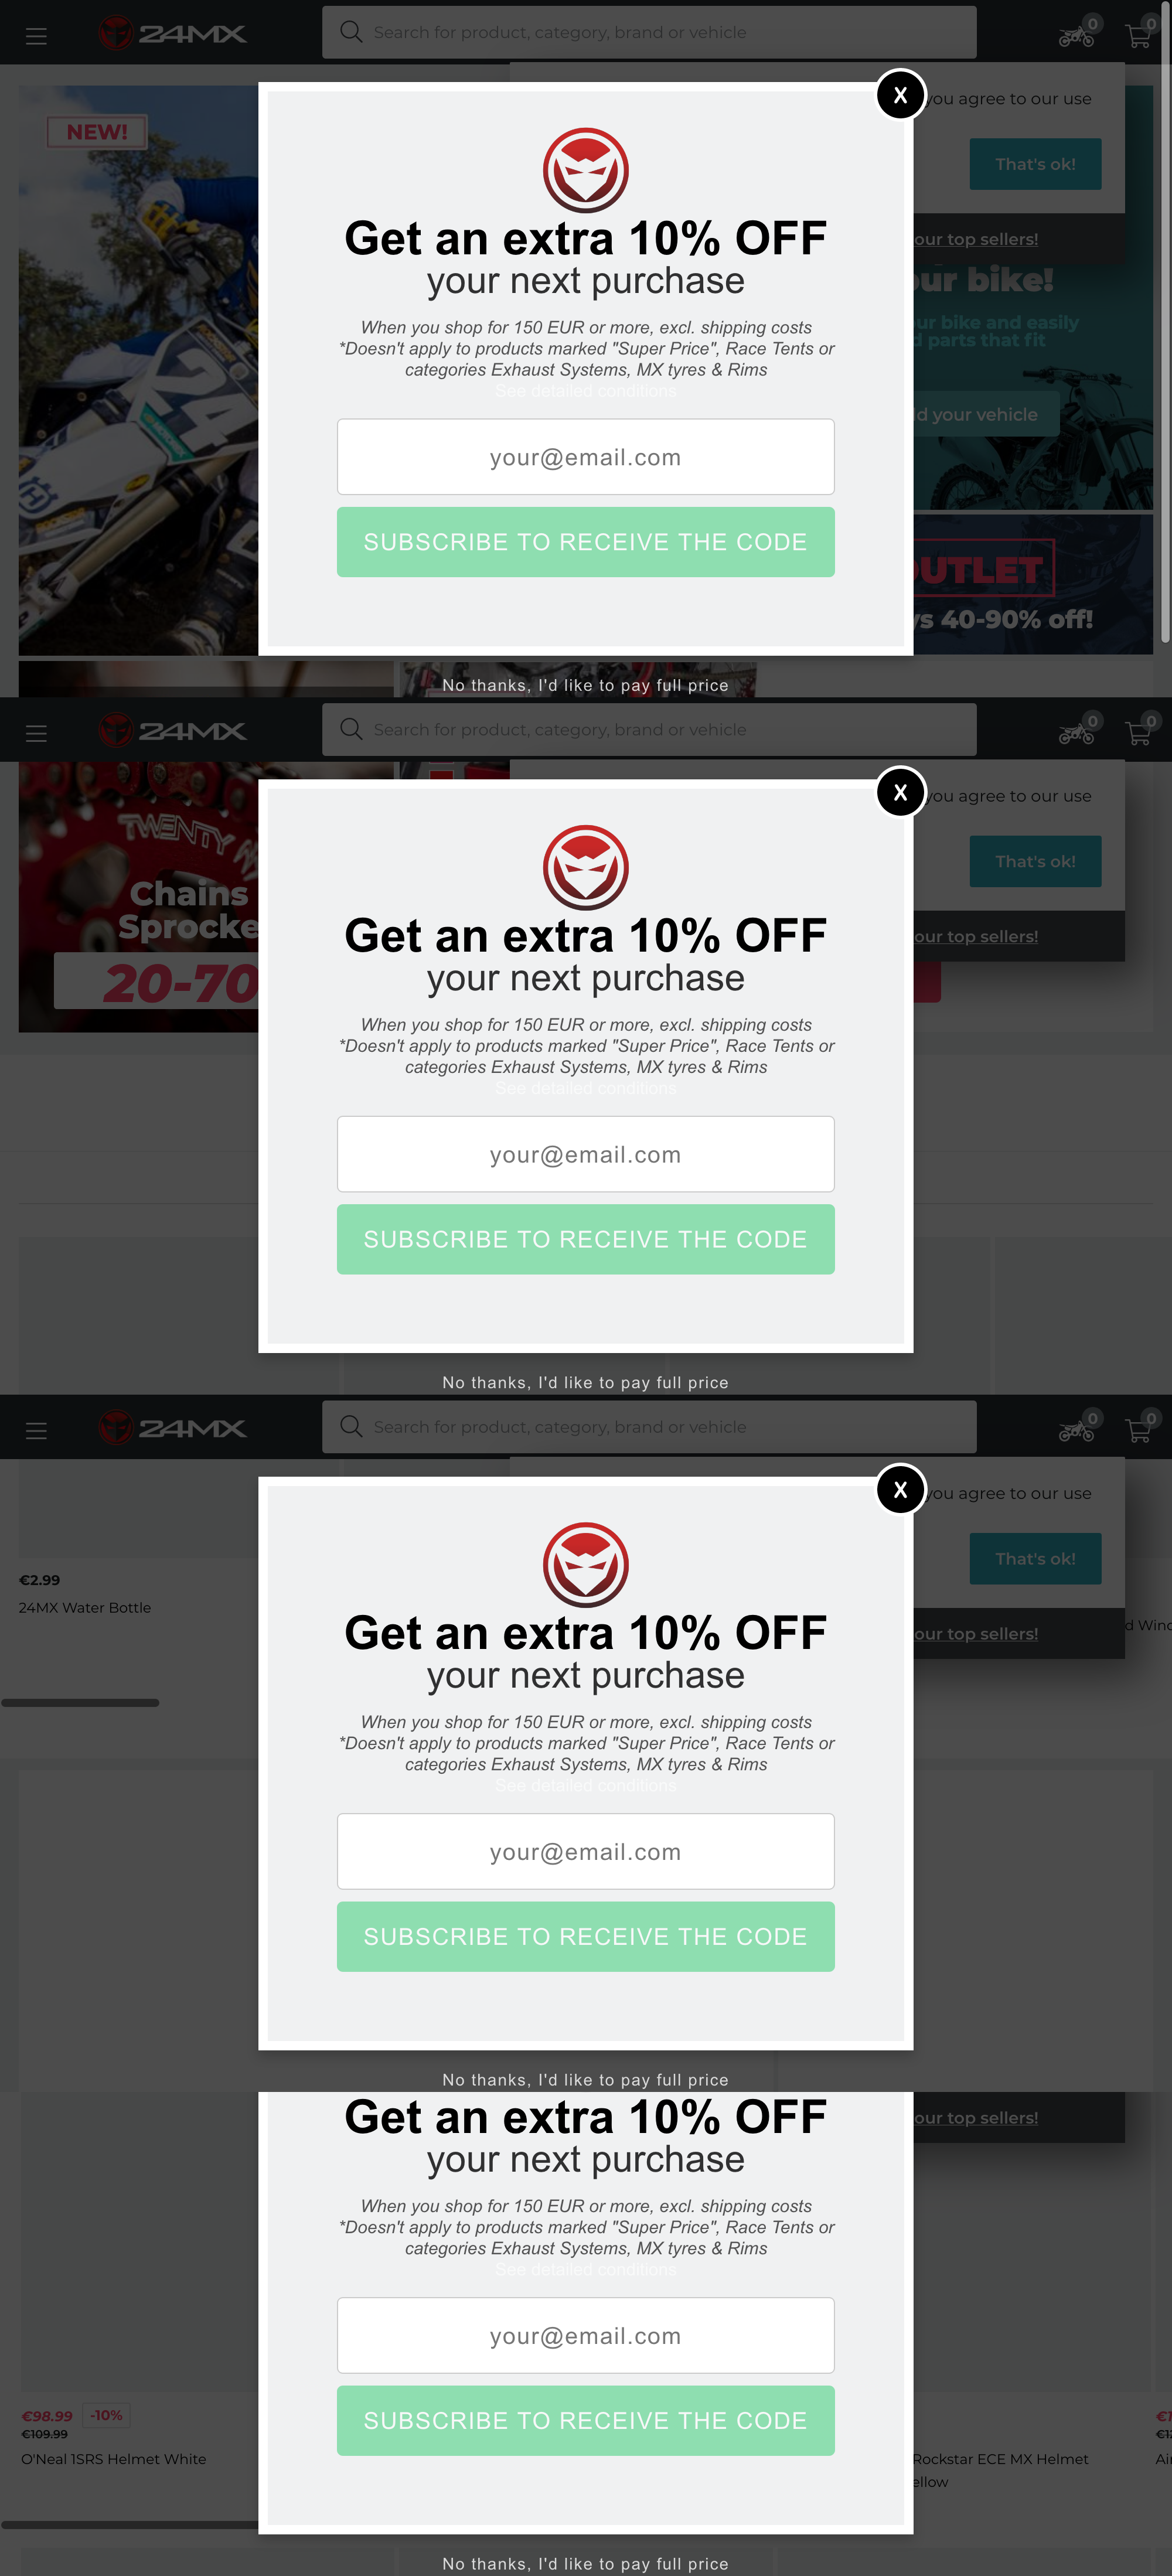 24MX
Search for product, category, brand or vehicle
0
0
NEW!
X
you agree to our use
That's ok!
our top sellers!
Get an extra 10% OFF
your next purchase
When you shop for 150 EUR or more, excl. shipping costs
*Doesn't apply to products marked "Super Price", Race Tents or
categories Exhaust Systems, MX tyres & Rims
See detailed conditions
your@email.com
SUBSCRIBE TO RECEIVE THE CODE
bike!
bike and easily
parts that fit
your vehicle
40-90% off!
No thanks, I'd like to pay full price
24MX
Search for product, category, brand or vehicle
0
0
X
you agree to our use
That's ok!
our top sellers!
TWENTY
Chains
20-70
Get an extra 10% OFF
your next purchase
When you shop for 150 EUR or more, excl. shipping costs
*Doesn't apply to products marked "Super Price", Race Tents or
categories Exhaust Systems, MX tyres & Rims
See detailed conditions
your@email.com
SUBSCRIBE TO RECEIVE THE CODE
No thanks, I'd like to pay full price
24MX
Search for product, category, brand or vehicle
0
0
X
you agree to our use
That's ok!
our top sellers!
€2.99
24MX Water Bottle
Get an extra 10% OFF
your next purchase
When you shop for 150 EUR or more, excl. shipping costs
*Doesn't apply to products marked "Super Price", Race Tents or
categories Exhaust Systems, MX tyres & Rims
See detailed conditions
your@email.com
SUBSCRIBE TO RECEIVE THE CODE
No thanks, I'd like to pay full price
Get an extra 10% OFF
your next purchase
our top sellers!
When you shop for 150 EUR or more, excl. shipping costs
*Doesn't apply to products marked "Super Price", Race Tents or
categories Exhaust Systems, MX tyres & Rims
See detailed conditions
your@email.com
SUBSCRIBE TO RECEIVE THE CODE
€98.99 -10%
€109.99
O'Neal 1SRS Helmet White
Rockstar ECE MX Helmet
No thanks, I'd like to pay full price